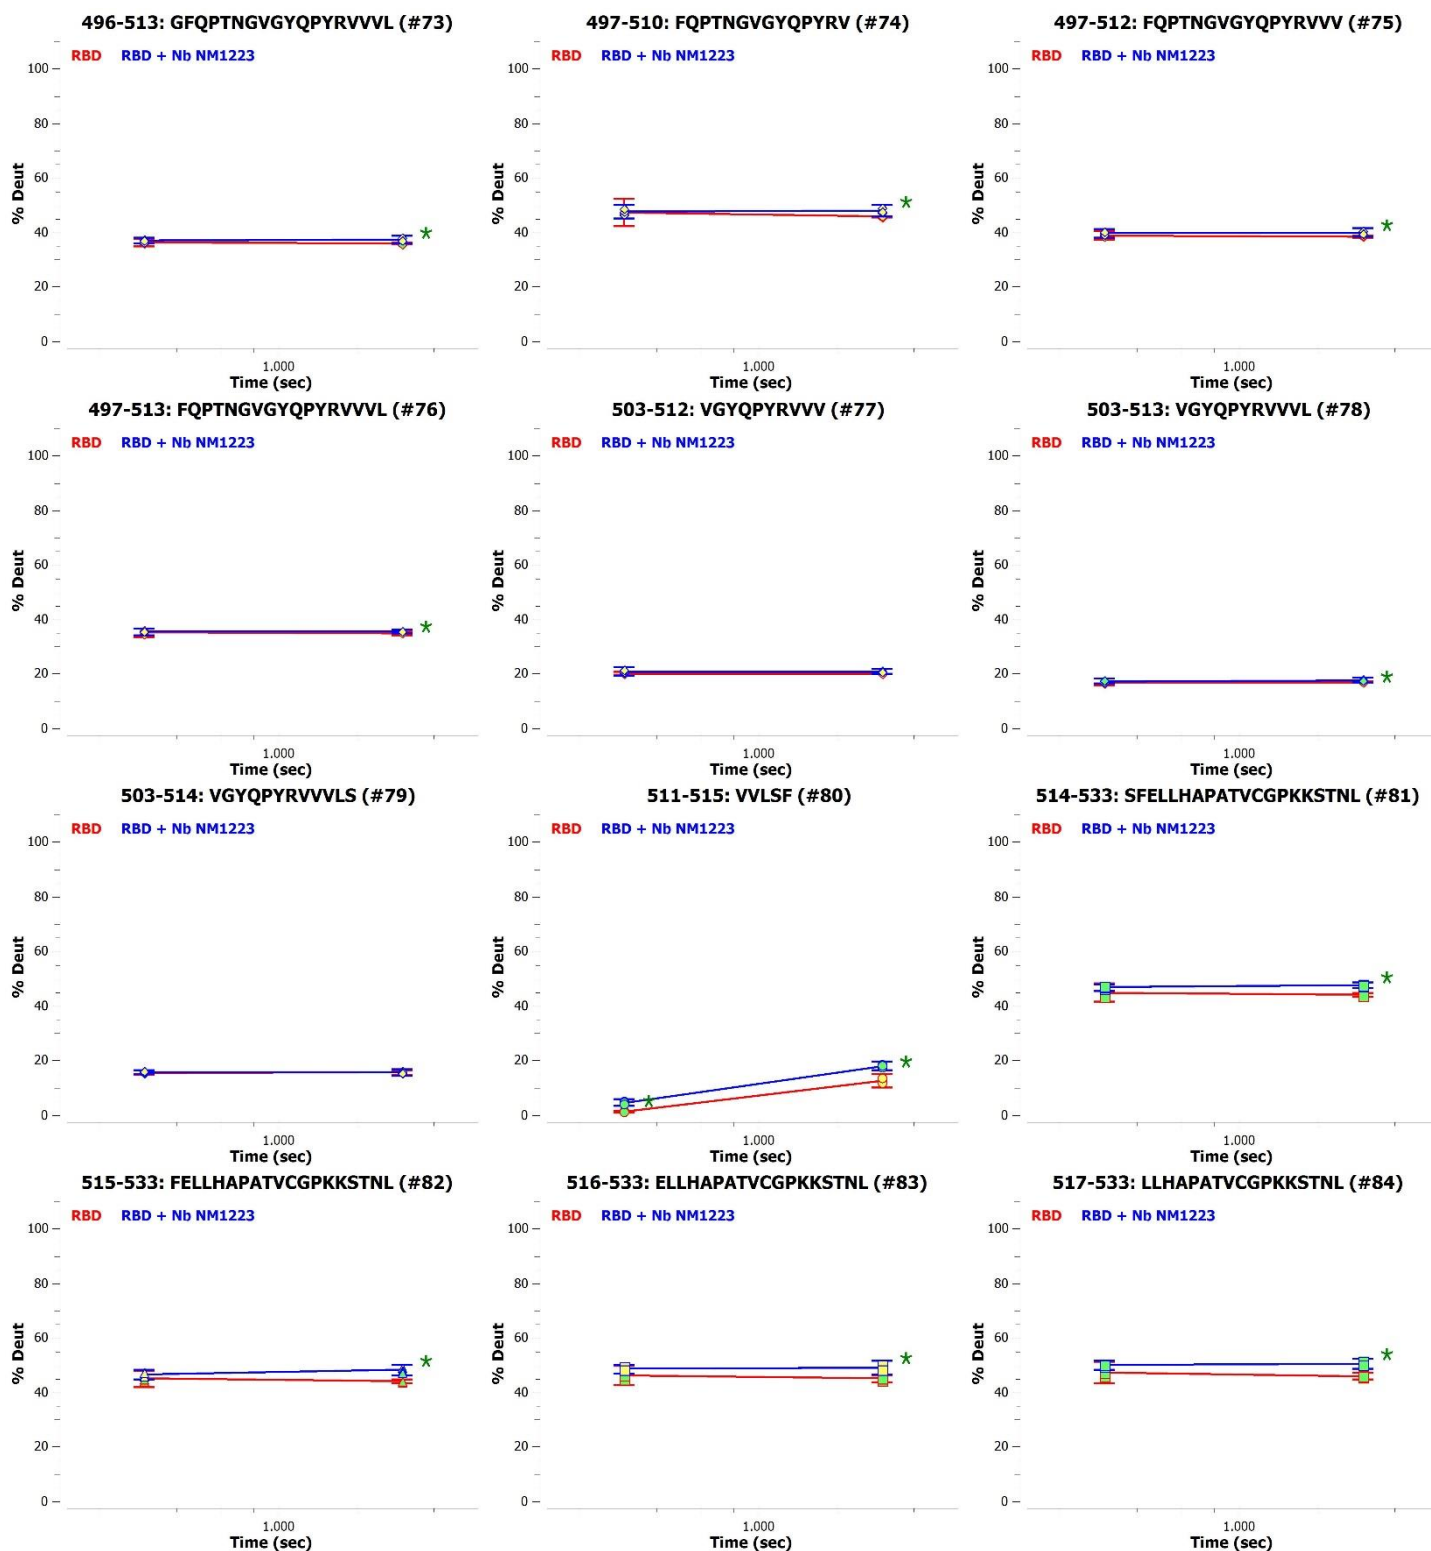 496-513: GFQPTNGVGYQPYRVVVL (#73)
RBD RBD + Nb NM1223
% Deut
100
80
60
40
20
0
1.000
Time (sec)
497-510: FQPTNGVGYQPYRV (#74)
RBD RBD + Nb NM1223
% Deut
100
80
60
40
20
0
1.000
Time (sec)
497-512: FQPTNGVGYQPYRVVV (#75)
RBD RBD + Nb NM1223
% Deut
100
80
60
40
20
0
1.000
Time (sec)
497-513: FQPTNGVGYQPYRVVVL (#76)
RBD RBD + Nb NM1223
% Deut
100
80
60
40
20
0
1.000
Time (sec)
503-512: VGYQPYRVVV (#77)
RBD RBD + Nb NM1223
% Deut
100
80
60
40
20
0
1.000
Time (sec)
503-513: VGYQPYRVVVL (#78)
RBD RBD + Nb NM1223
% Deut
100
80
60
40
20
0
1.000
Time (sec)
503-514: VGYQPYRVVVLS (#79)
RBD RBD + Nb NM1223
% Deut
100
80
60
40
20
0
1.000
Time (sec)
511-515: VVLSF (#80)
RBD RBD + Nb NM1223
% Deut
100
80
60
40
20
0
1.000
Time (sec)
514-533: SFELLHAPATVCGPKKSTNL (#81)
RBD RBD + Nb NM1223
% Deut
100
80
60
40
20
0
1.000
Time (sec)
515-533: FELLHAPATVCGPKKSTNL (#82)
RBD RBD + Nb NM1223
% Deut
100
80
60
40
20
0
1.000
Time (sec)
516-533: ELLHAPATVCGPKKSTNL (#83)
RBD RBD + Nb NM1223
% Deut
100
80
60
40
20
0
1.000
Time (sec)
517-533: LLHAPATVCGPKKSTNL (#84)
RBD RBD + Nb NM1223
% Deut
100
80
60
40
20
0
1.000
Time (sec)